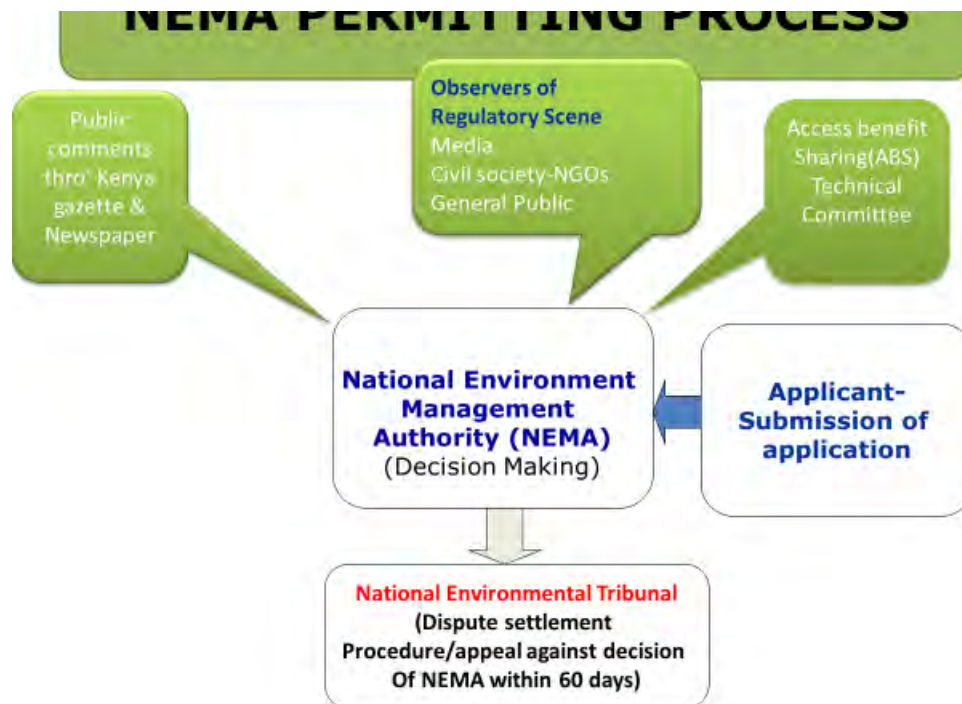 NEMA PERMITTING PROCESS
Public
comments
thro' Kenya
gazette &
Newspaper
Observers of
Regulatory Scene
Media
Civil society-NGOs
General Public
Access benefit
Sharing(ABS)
Technical
Committee
National Environment
Management
Authority (NEMA)
(Decision Making)
Applicant-
Submission of
application
National Environmental Tribunal
(Dispute settlement
Procedure/appeal against decision
Of NEMA within 60 days)